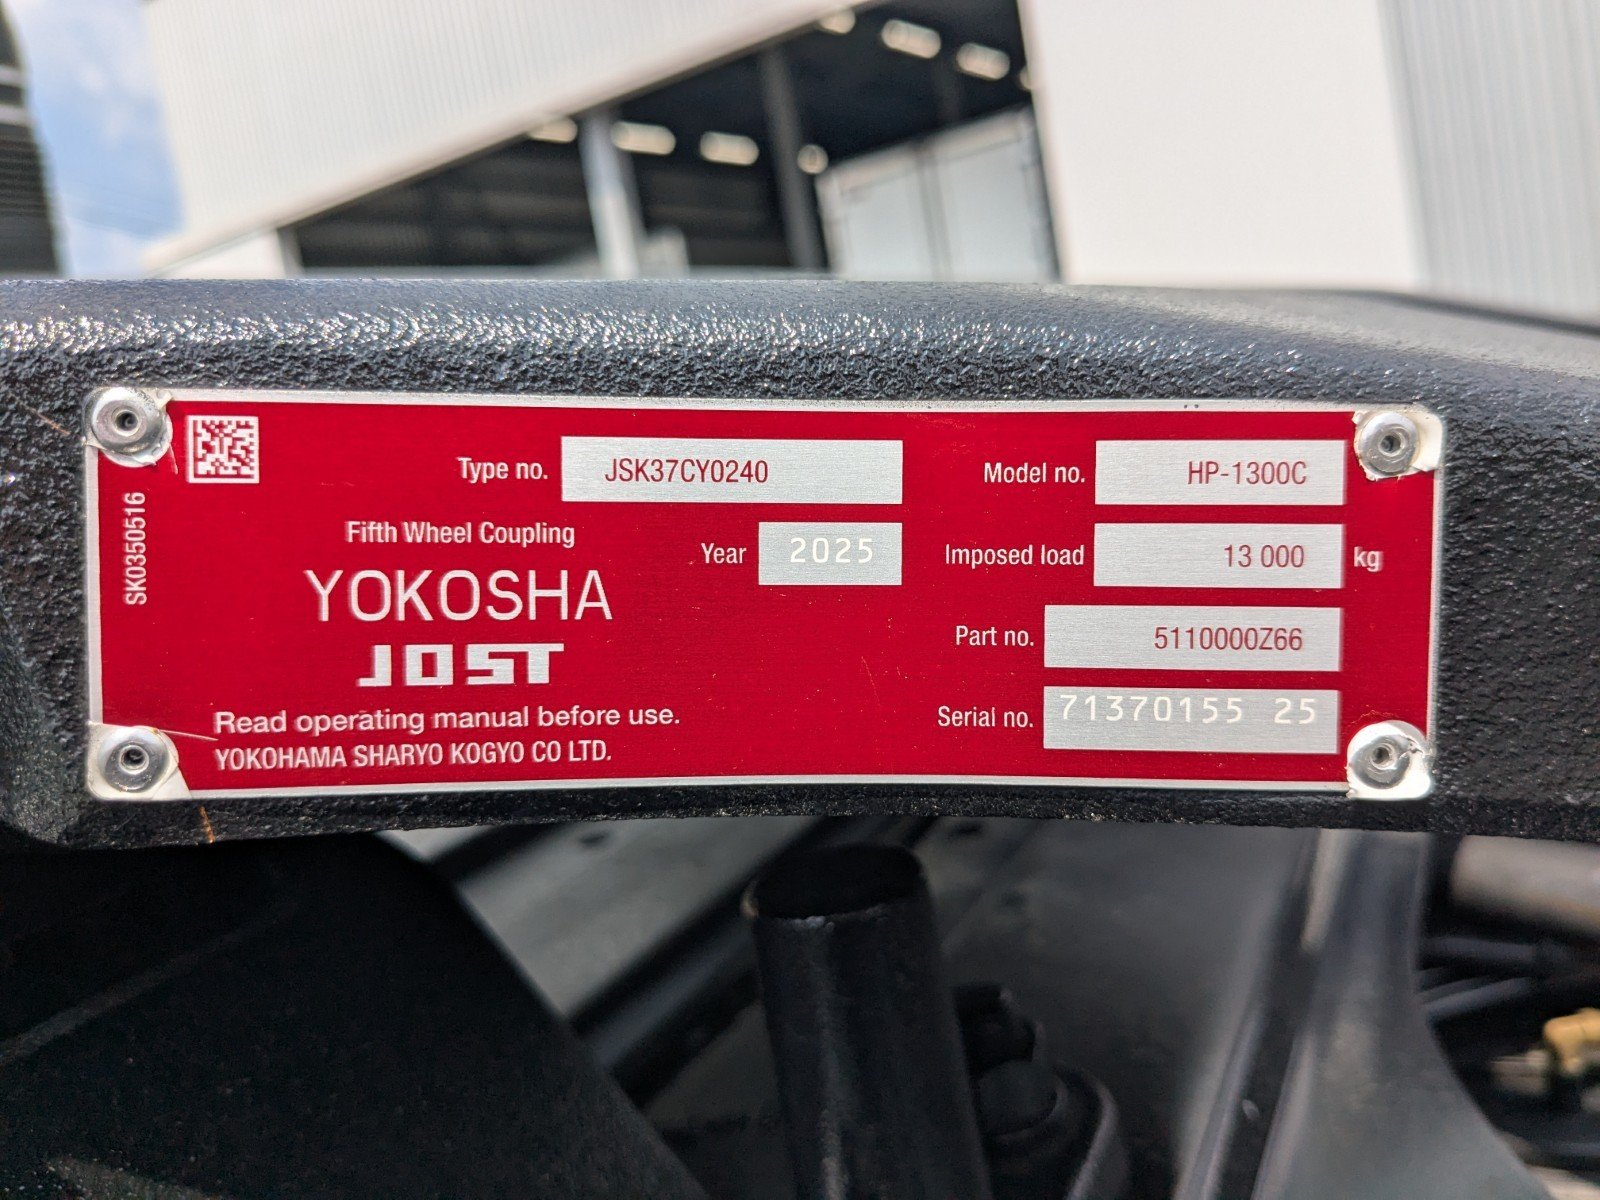 SK0350516
Type no. JSK37CY0240
Model no. HP-1300C
Fifth Wheel Coupling
Year 2025
Imposed load 13 000 kg
YOKOSHA
JOST
Part no. 5110000Z66
Serial no. 71370155 25
Read operating manual before use.
YOKOHAMA SHARYO KOGYO CO LTD.